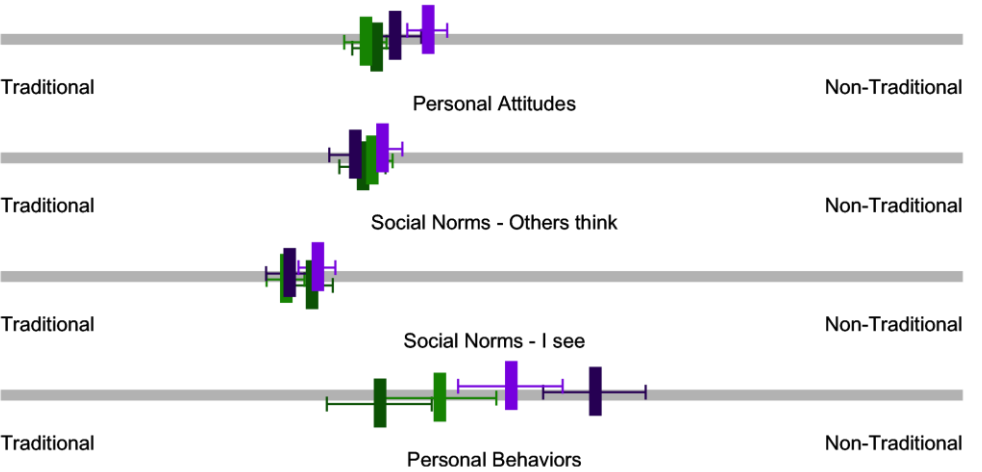 Traditional
Non-Traditional
Personal Attitudes
Traditional
Non-Traditional
Social Norms - Others think
Traditional
Non-Traditional
Social Norms - I see
Traditional
Non-Traditional
Personal Behaviors